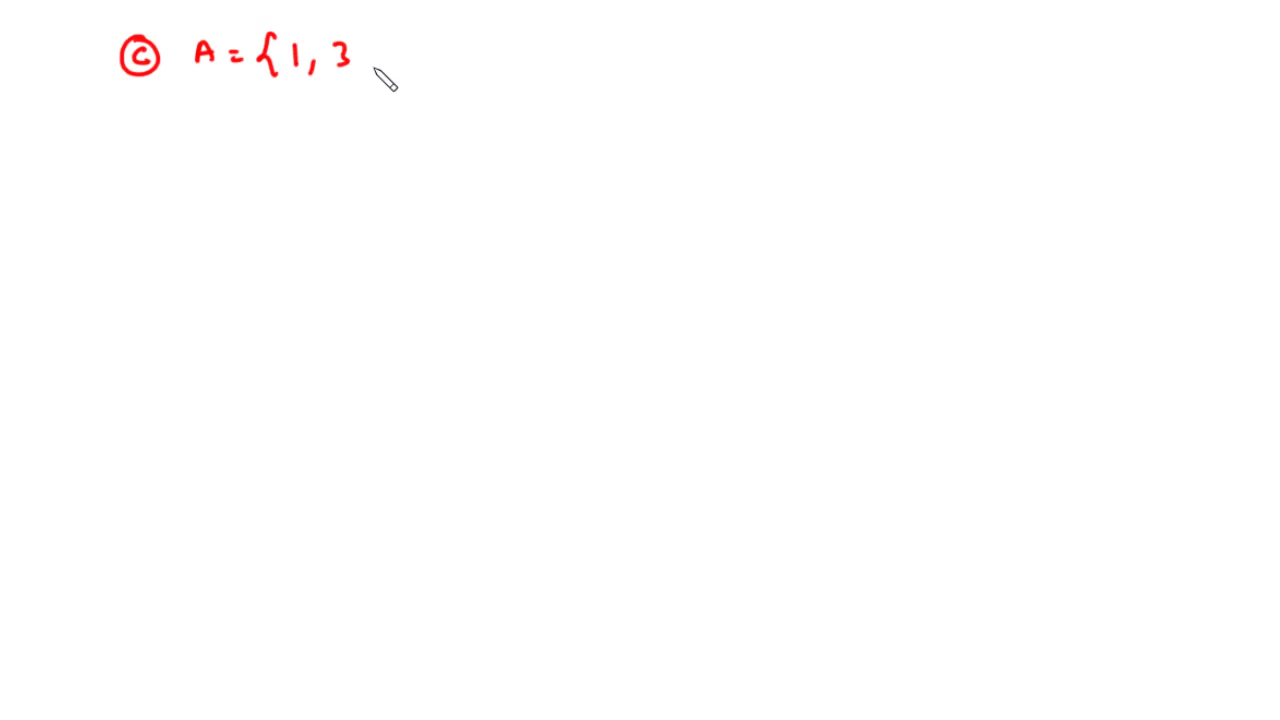 Ⓒ A = { 1, 3